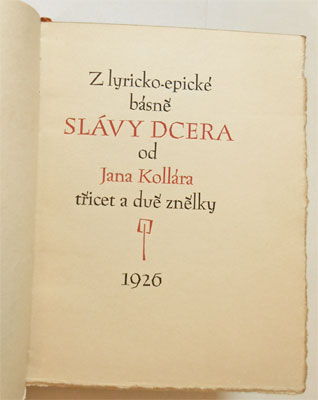 Z lyricko-epické
básně
SLÁVY DCERA
od
Jana Kollára
třicet a dvě znělky
1926